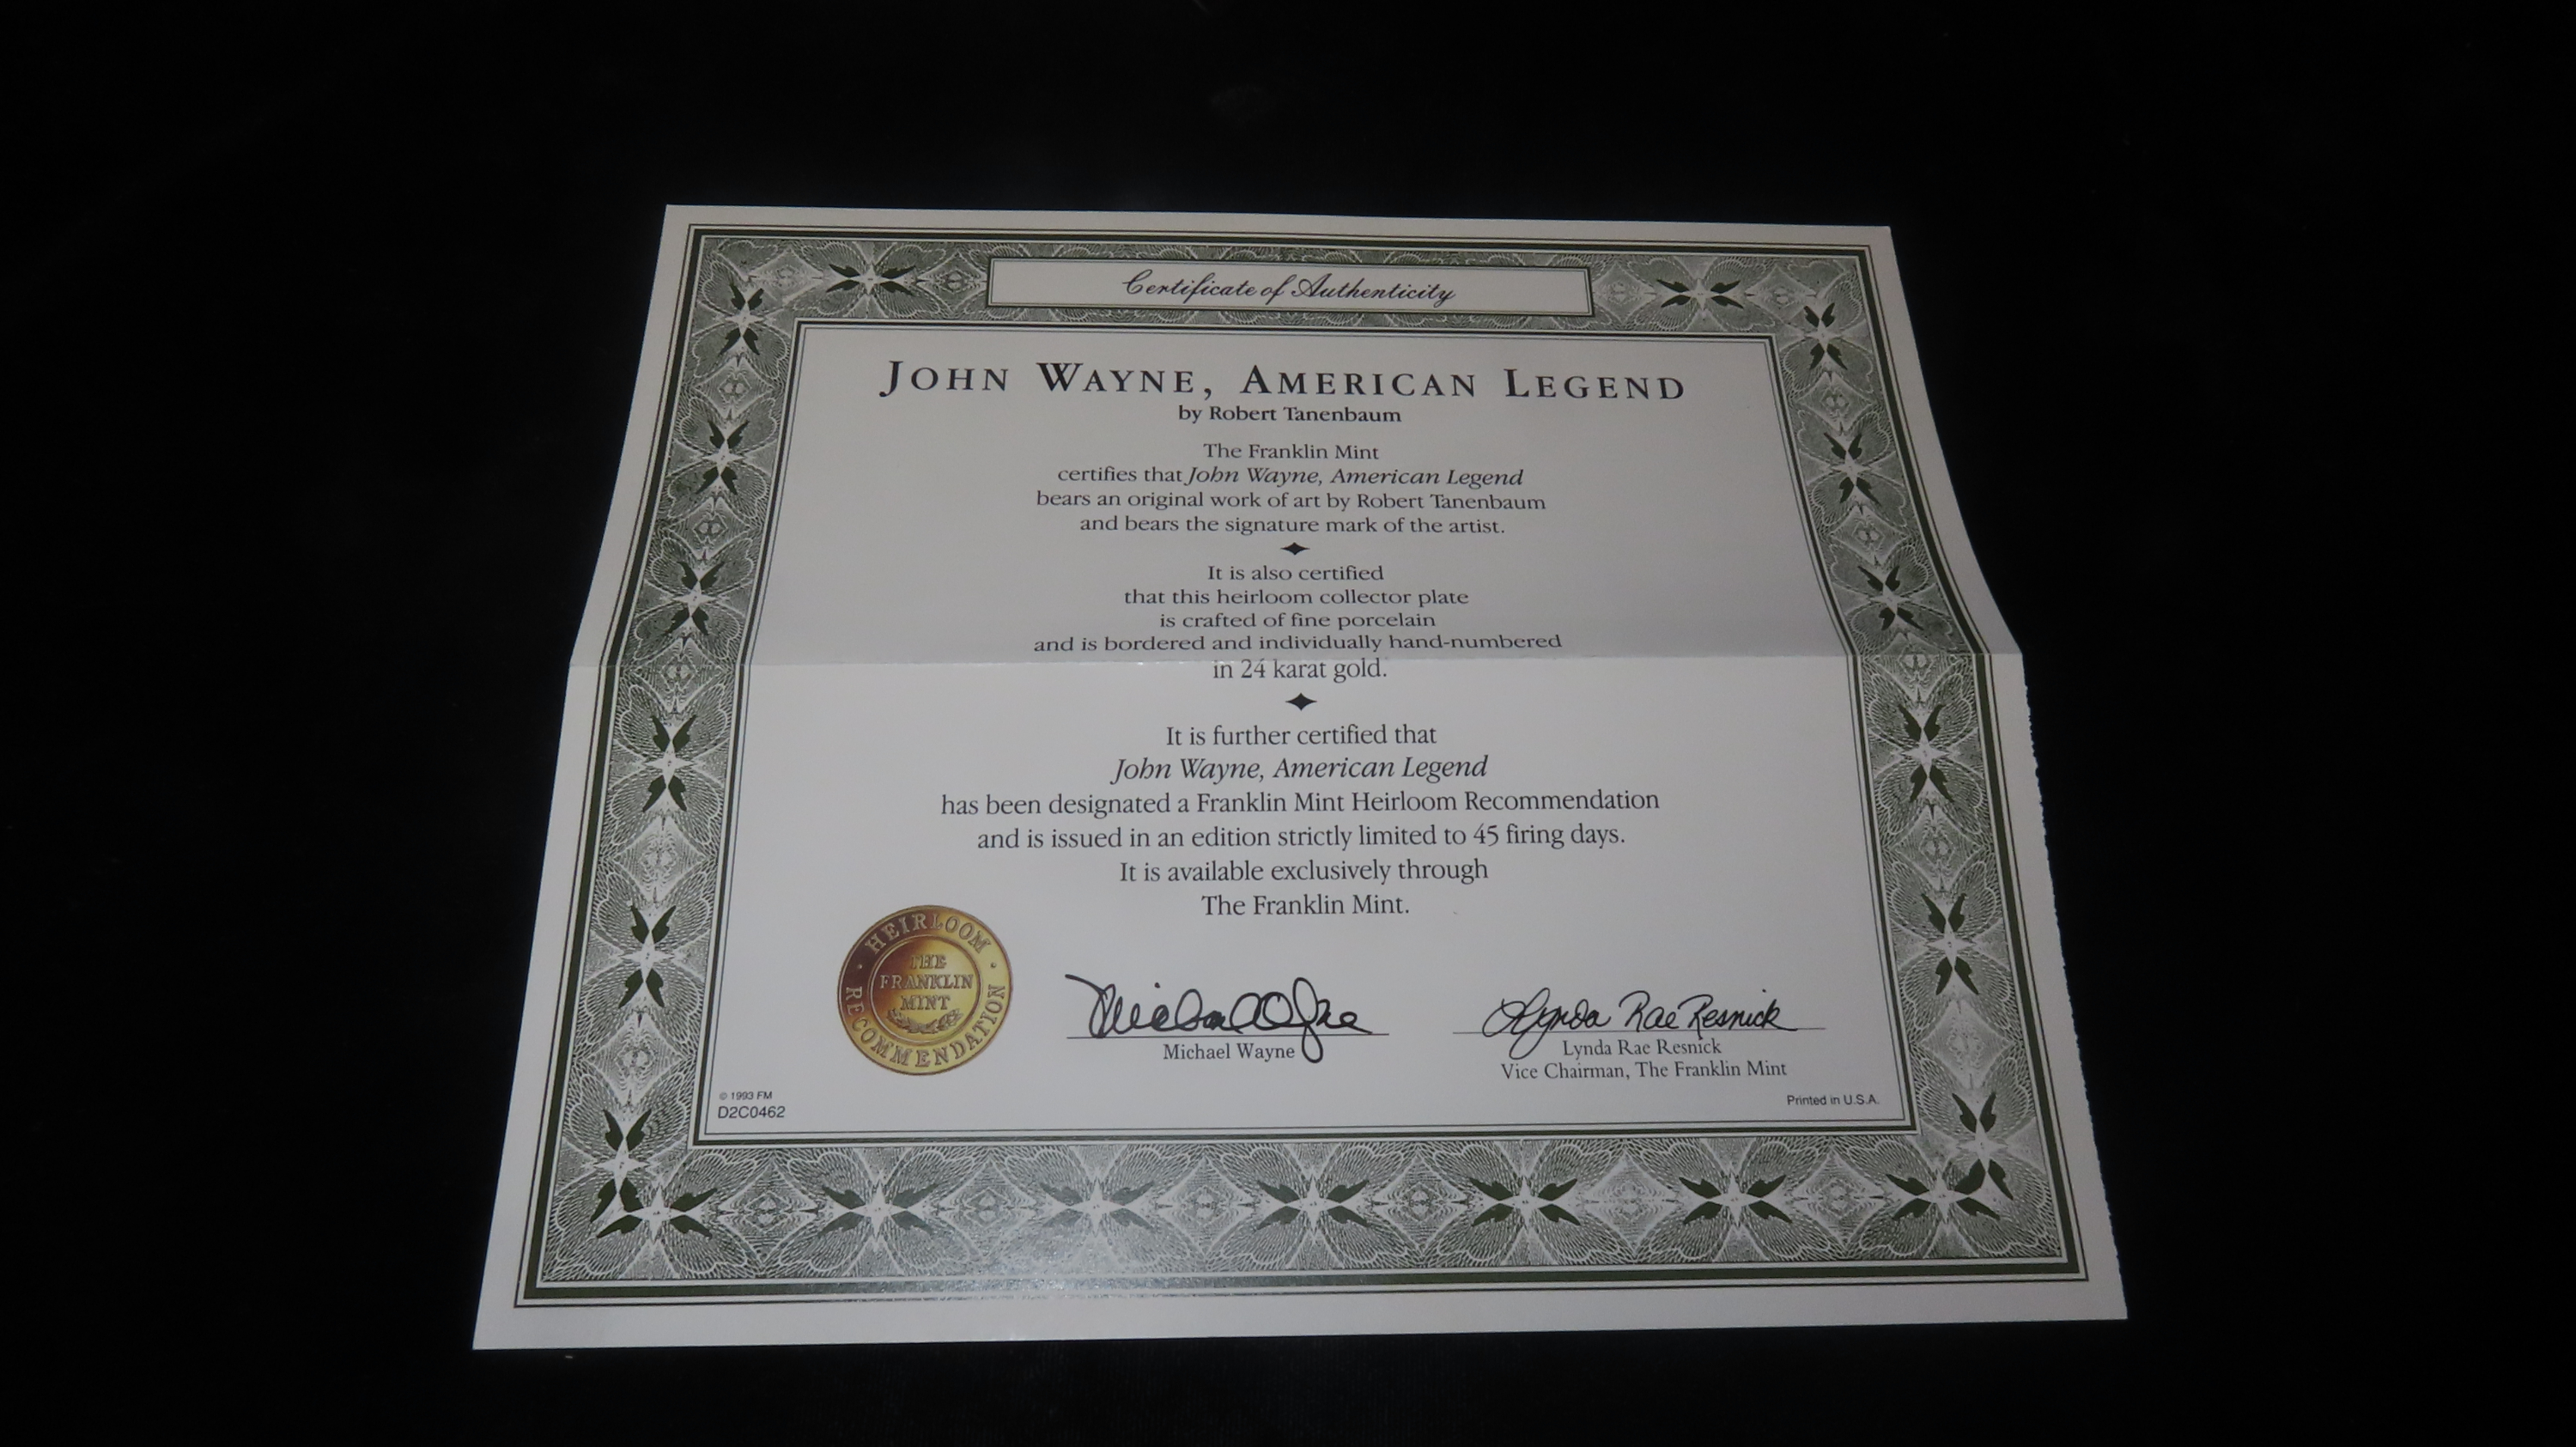 Certificate of Authenticity
JOHN WAYNE, AMERICAN LEGEND
by Robert Tanenbaum
The Franklin Mint
certifies that John Wayne, American Legend
bears an original work of art by Robert Tanenbaum
and bears the signature mark of the artist.
It is also certified
that this heirloom collector plate
is crafted of fine porcelain
and is bordered and individually hand-numbered
in 24 karat gold.
It is further certified that
John Wayne, American Legend
has been designated a Franklin Mint Heirloom Recommendation
and is issued in an edition strictly limited to 45 firing days.
It is available exclusively through
The Franklin Mint.
HEIRLOOM RECOMMENDATION
THE
FRANKLIN
MINT
Michael Wayne
Michael Wayne
Lynda Rae Resnick
Lynda Rae Resnick
Vice Chairman, The Franklin Mint
© 1993 FM
D2C0462
Printed in U.S.A.